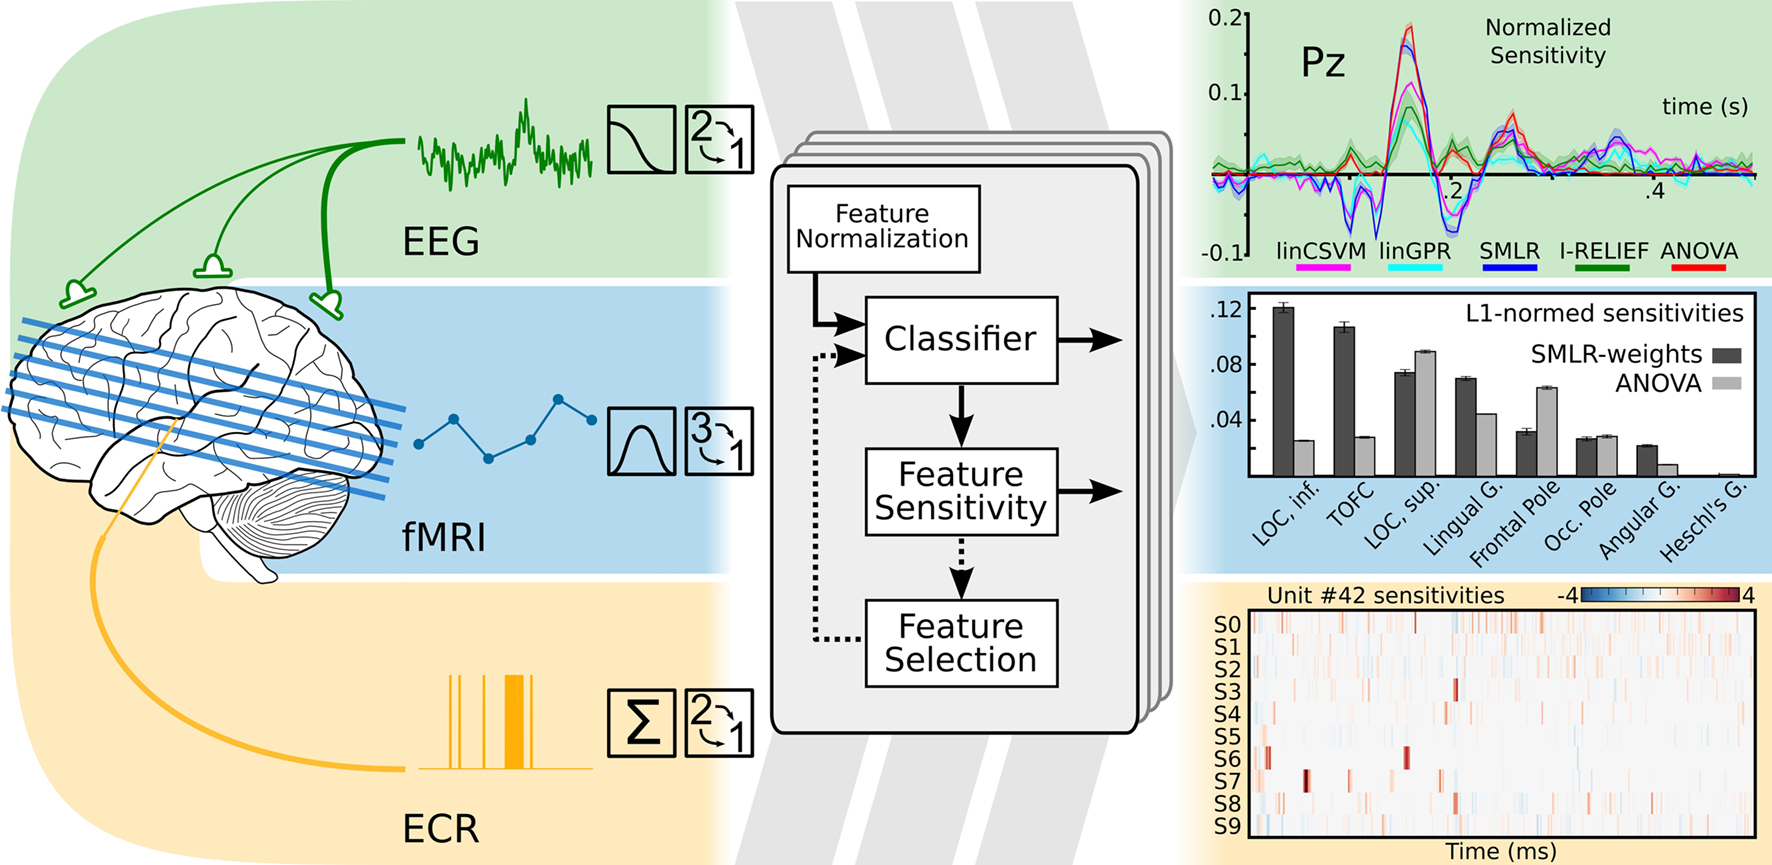 EEG
2
1
fMRI
3
1
ECR
Σ
2
1
Feature
Normalization
Classifier
Feature
Sensitivity
Feature
Selection
0.2
0.1
-0.1
Pz
Normalized
Sensitivity
time (s)
.2
.4
linCSVM linGPR SMLR I-RELIEF ANOVA
.12
.08
.04
L1-normed sensitivities
SMLR-weights
ANOVA
LOC, inf.
TOFC
LOC, sup.
Lingual G.
Frontal Pole
Occ. Pole
Angular G.
Heschl's G.
Unit #42 sensitivities
-4 4
S0
S1
S2
S3
S4
S5
S6
S7
S8
S9
Time (ms)